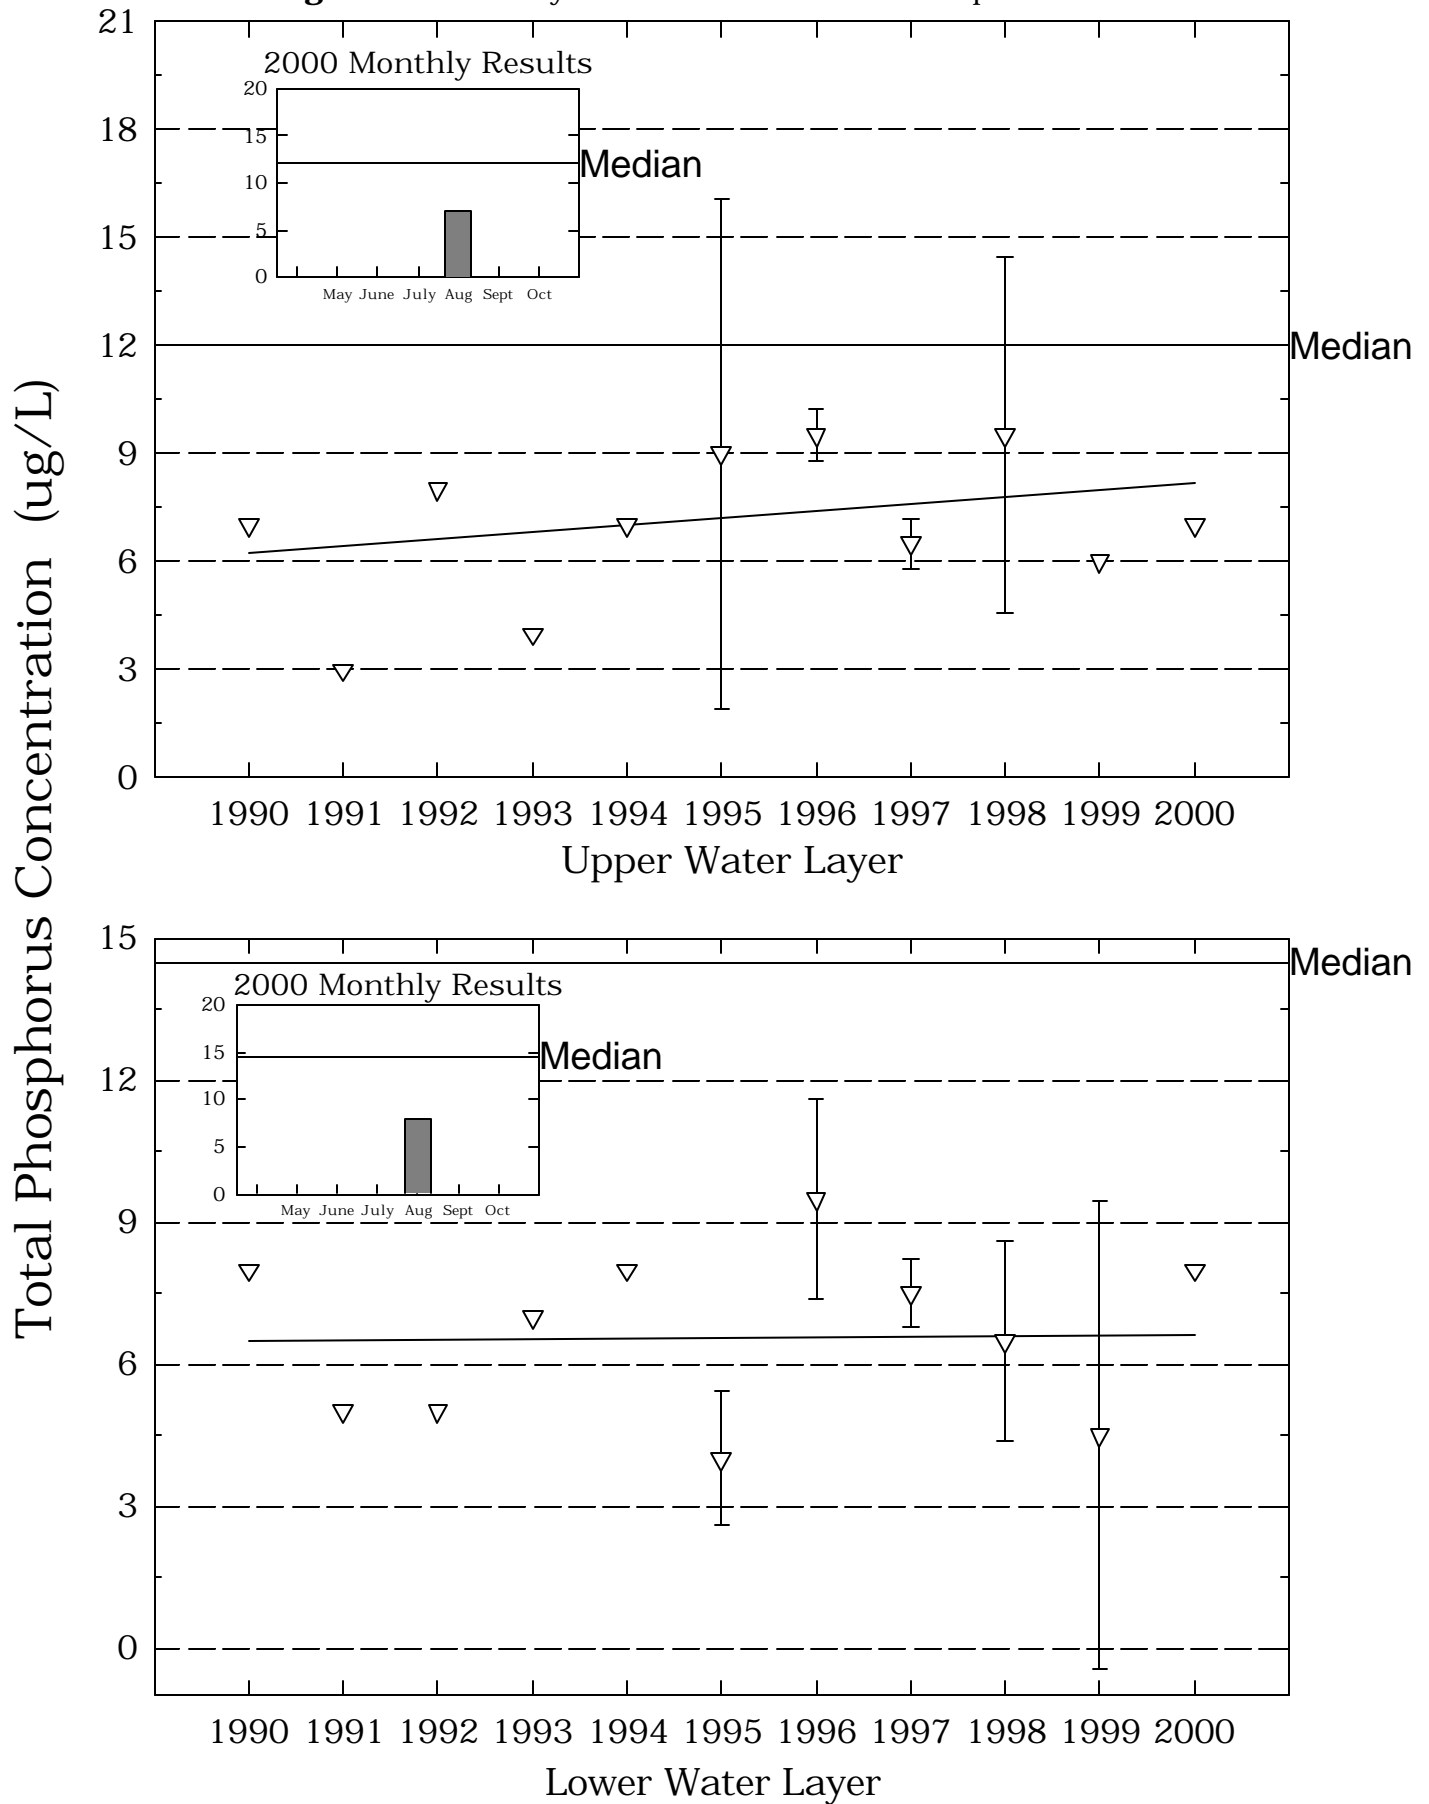 21
2000 Monthly Results
20
18
15
Median
10
15
5
0
May June July Aug Sept Oct
12
Median
9
6
3
0
1990 1991 1992 1993 1994 1995 1996 1997 1998 1999 2000
Upper Water Layer
Total Phosphorus Concentration (ug/L)
15
Median
2000 Monthly Results
20
15
Median
12
10
5
0
May June July Aug Sept Oct
9
6
3
0
1990 1991 1992 1993 1994 1995 1996 1997 1998 1999 2000
Lower Water Layer